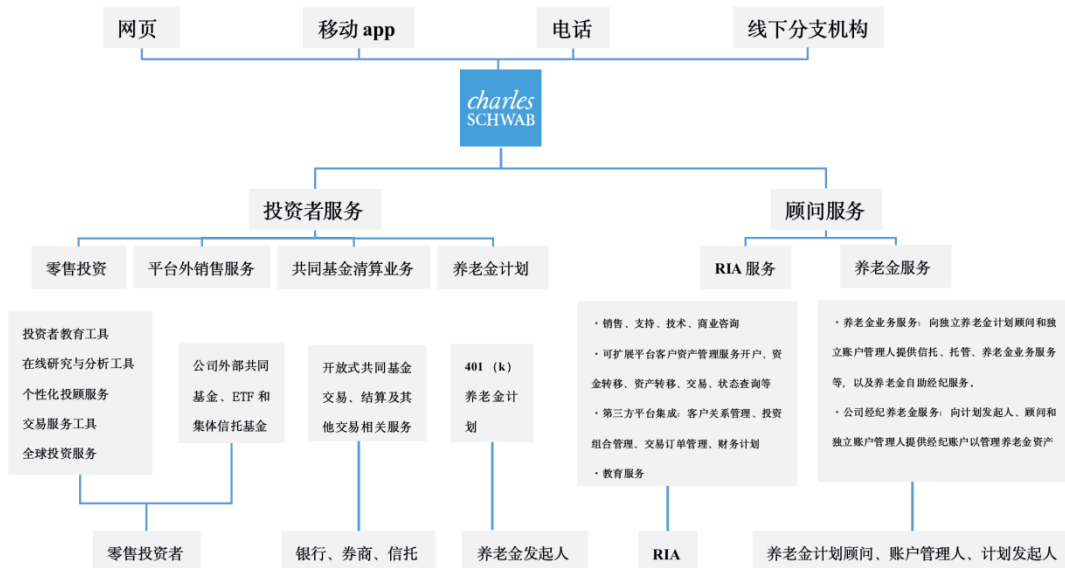 网页
移动 app
电话
线下分支机构
charles
SCHWAB
投资者服务
顾问服务
零售投资
平台外销售服务
共同基金清算业务
养老金计划
RIA 服务
养老金服务
投资者教育工具
在线研究与分析工具
个性化投顾服务
交易服务工具
全球投资服务
公司外部共同
基金、ETF 和
集体信托基金
开放式共同基金
交易、结算及其
他交易相关服务
401 （k）
养老金计
划
·销售、支持、技术、商业咨询
·可扩展平台客户资产管理服务开户、资
金转移、资产转移、交易、状态查询等
·第三方平台集成：客户关系管理、投资
组合管理、交易订单管理、财务计划
·教育服务
·养老金业务服务：向独立养老金计划顾问和独
立账户管理人提供信托、托管、养老金业务服务
等，以及养老金自助经纪服务。
·公司经纪养老金服务：向计划发起人、顾问和
独立账户管理人提供经纪账户以管理养老金资产
零售投资者
银行、券商、信托
养老金发起人
RIA
养老金计划顾问、账户管理人、计划发起人